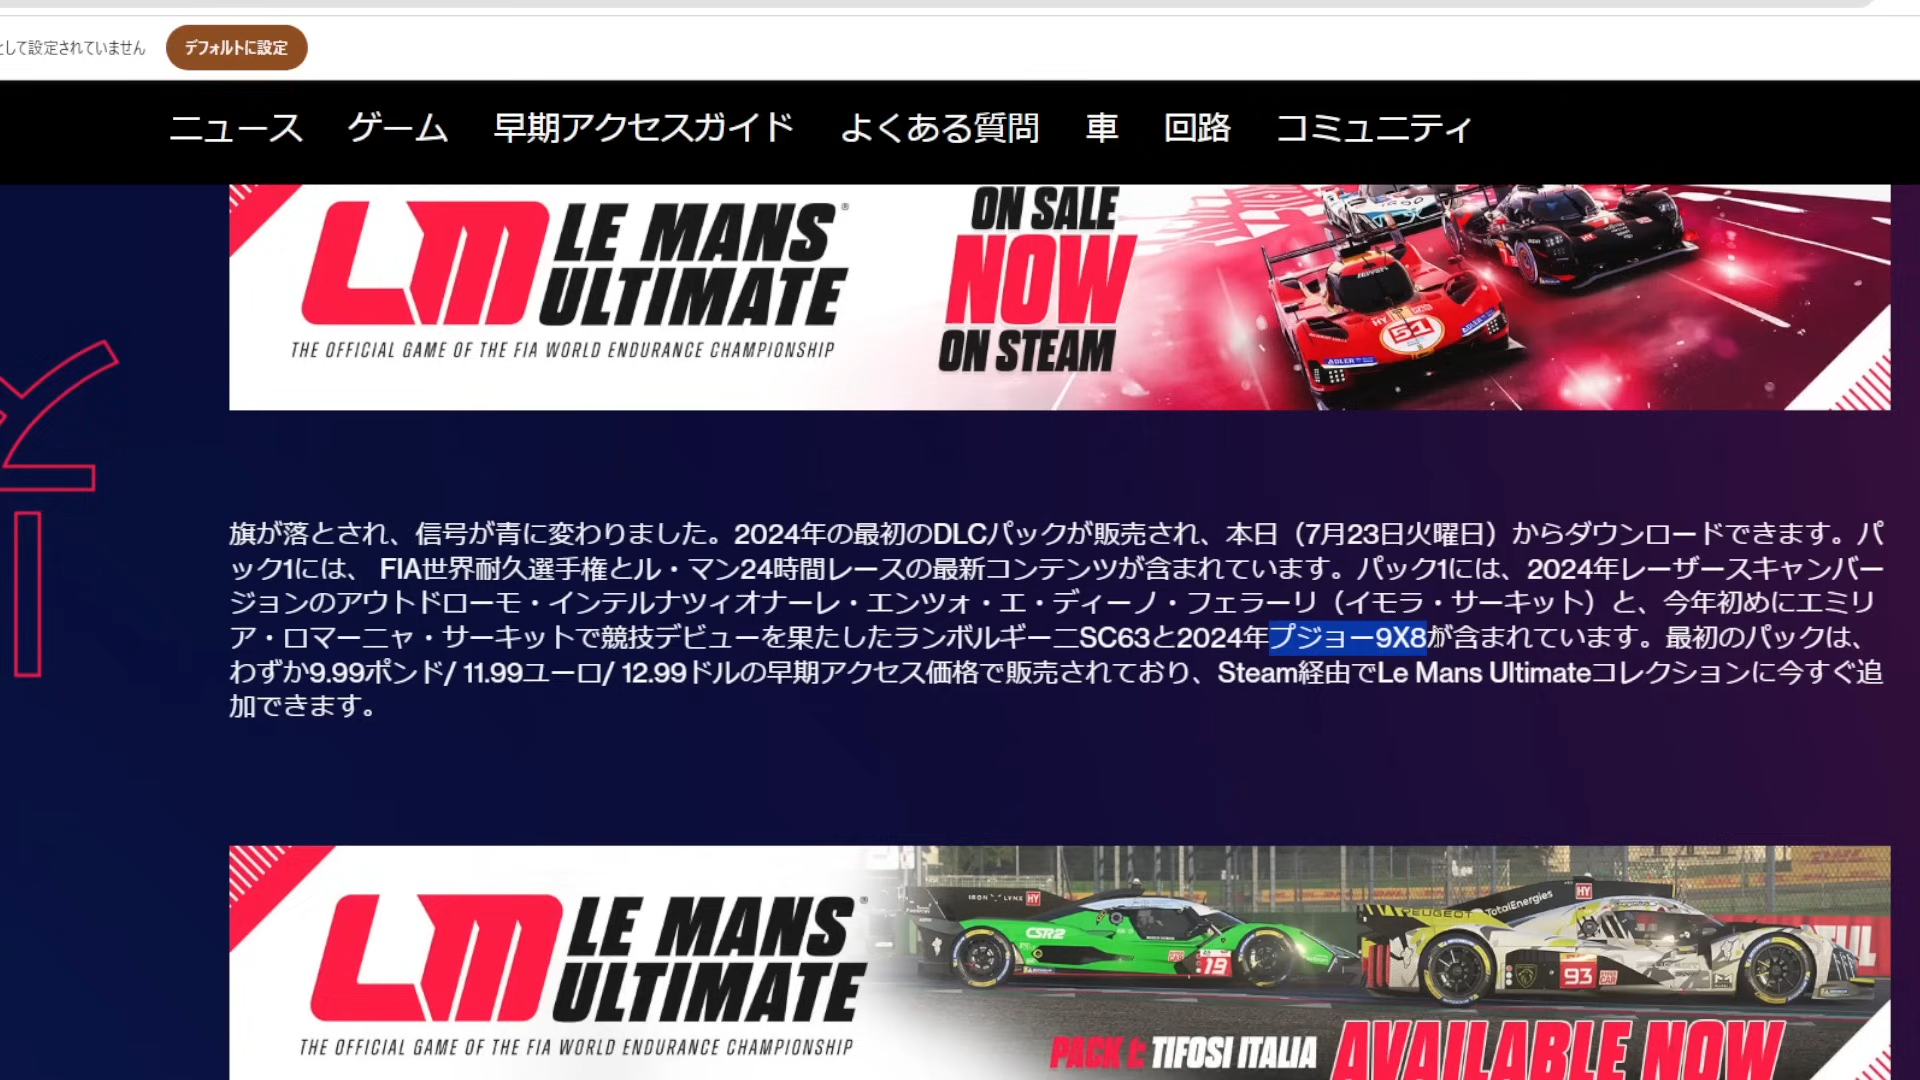 として設定されていません デフォルトに設定
ニュース ゲーム 早期アクセスガイド よくある質問 車 回路 コミュニティ
LM LE MANS
ULTIMATE
THE OFFICIAL GAME OF THE FIA WORLD ENDURANCE CHAMPIONSHIP
ON SALE
NOW
ON STEAM
HY
51
ADLER
旗が落とされ、信号が青に変わりました。2024年の最初のDLCパックが販売され、本日（7月23日火曜日）からダウンロードできます。パ
ック1には、 FIA世界耐久選手権とル・マン24時間レースの最新コンテンツが含まれています。パック1には、2024年レーザースキャンバー
ジョンのアウトドローモ・インテルナツィオナーレ・エンツォ・エ・ディーノ・フェラーリ（イモラ・サーキット）と、今年初めにエミリ
ア・ロマーニャ・サーキットで競技デビューを果たしたランボルギーニSC63と2024年プジョー9X8が含まれています。最初のパックは、
わずか9.99ポンド/ 11.99ユーロ/ 12.99ドルの早期アクセス価格で販売されており、Steam経由でLe Mans Ultimateコレクションに今すぐ追
加できます。
LM LE MANS
ULTIMATE
THE OFFICIAL GAME OF THE FIA WORLD ENDURANCE CHAMPIONSHIP
IRON LYNX HY
CSR2
19
PEUGEOT TotalEnergies HY
93
PACK 1: TIFOSI ITALIA AVAILABLE NOW